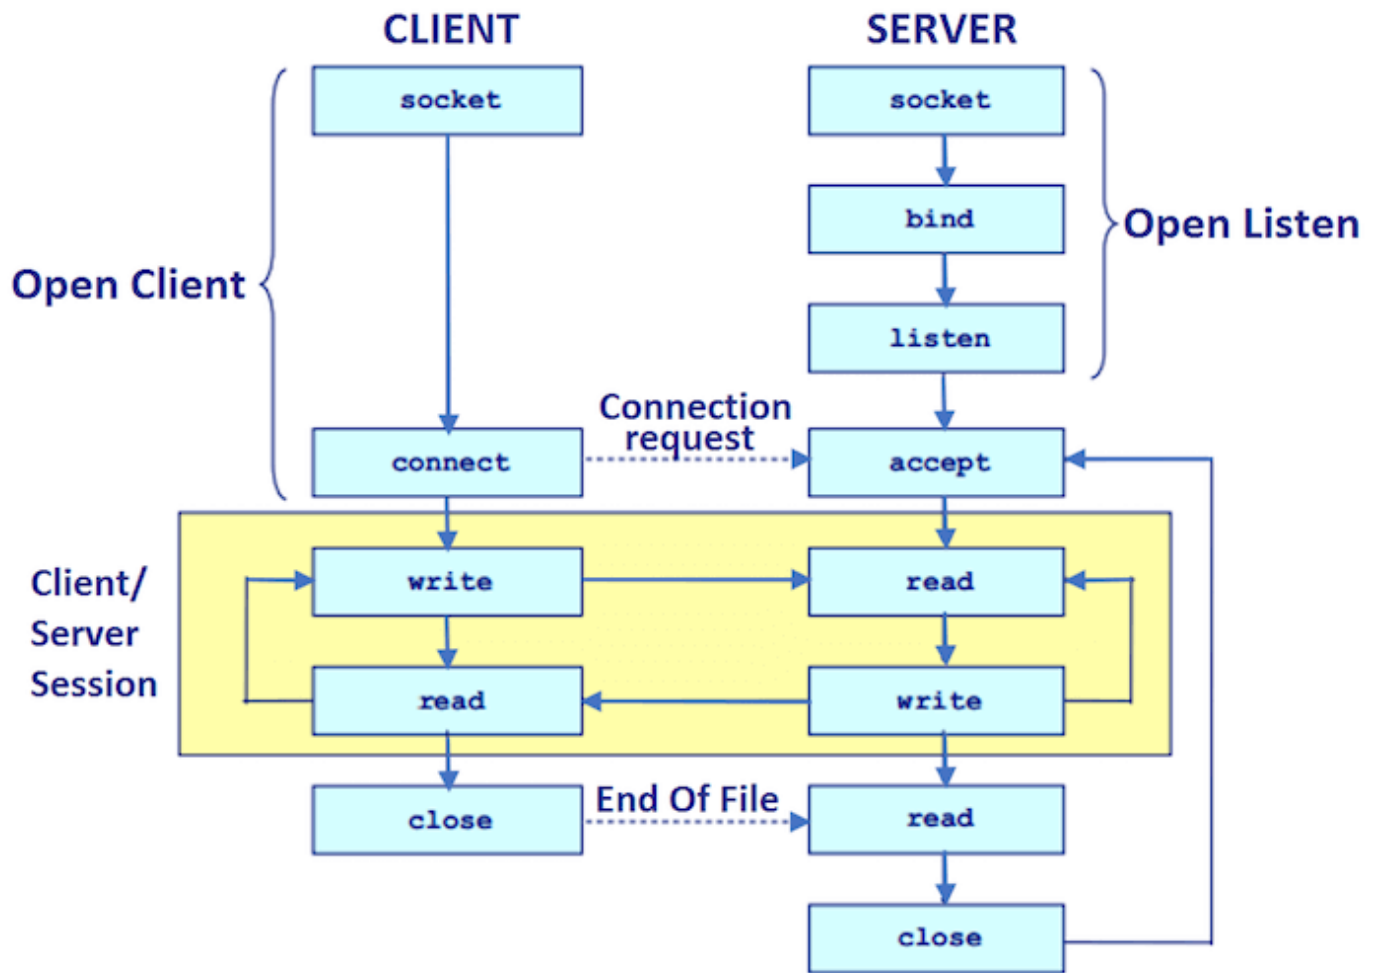 CLIENT
SERVER
socket
socket
bind
Open Listen
Open Client
listen
Connection
request
connect
accept
Client/
Server
Session
write
read
read
write
End Of File
close
read
close